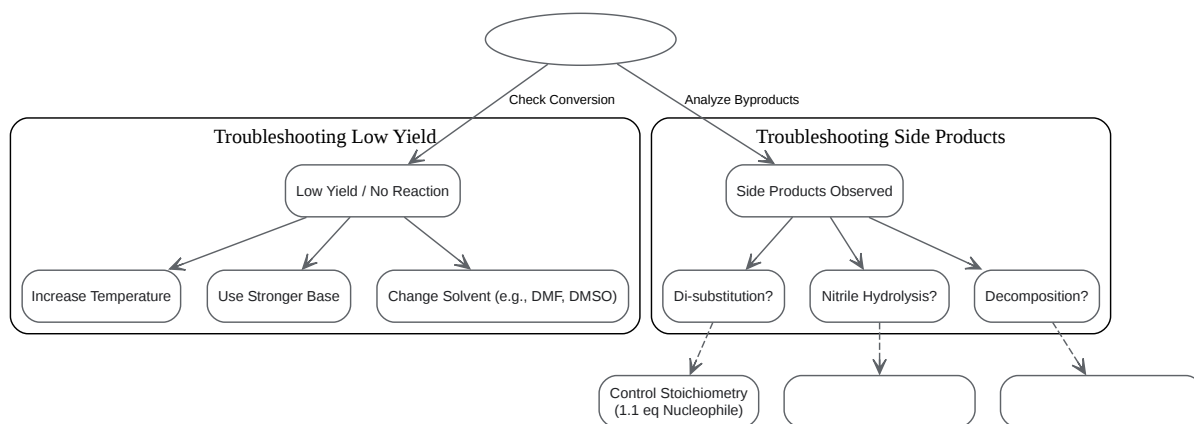 Check Conversion
Analyze Byproducts
Troubleshooting Low Yield
Troubleshooting Side Products
Low Yield / No Reaction
Side Products Observed
Increase Temperature
Use Stronger Base
Change Solvent (e.g., DMF, DMSO)
Di-substitution?
Nitrile Hydrolysis?
Decomposition?
Control Stoichiometry
(1.1 eq Nucleophile)